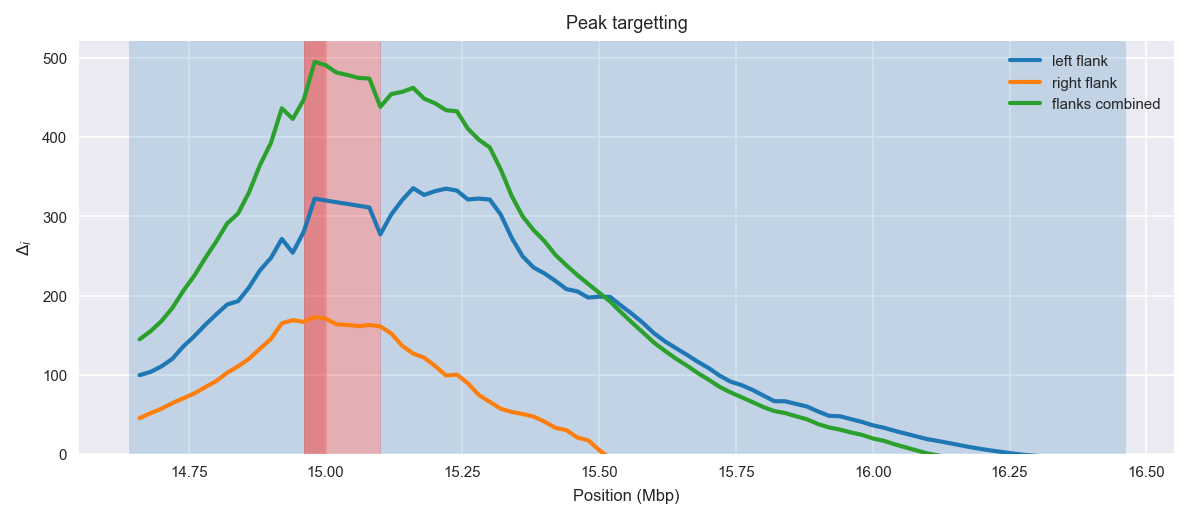 Peak targetting
500
400
300
200
100
0
Δi
left flank
right flank
flanks combined
14.75 15.00 15.25 15.50 15.75 16.00 16.25 16.50
Position (Mbp)